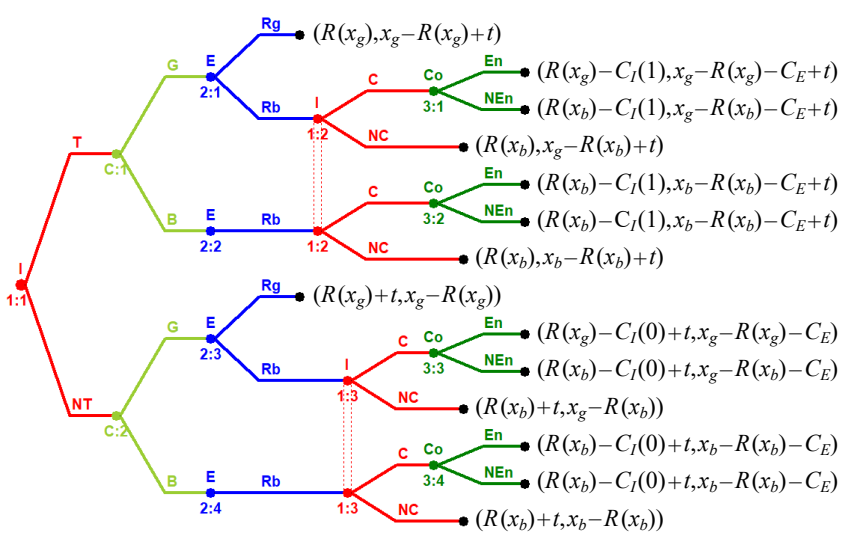 Rg (R(x_g),x_g−R(x_g)+t)
G E C Co En (R(x_g)−C_I(1),x_g−R(x_g)−C_E+t)
2:1 Rb I 3:1 NEn (R(x_b)−C_I(1),x_g−R(x_b)−C_E+t)
1:2 NC (R(x_b),x_g−R(x_b)+t)
T
C:1 C Co En (R(x_b)−C_I(1),x_b−R(x_b)−C_E+t)
B E Rb 3:2 NEn (R(x_b)−C_I(1),x_b−R(x_b)−C_E+t)
2:2 1:2 NC (R(x_b),x_b−R(x_b)+t)
I
1:1
Rg (R(x_g)+t,x_g−R(x_g))
G E C Co En (R(x_g)−C_I(0)+t,x_g−R(x_g)−C_E)
2:3 Rb I 3:3 NEn (R(x_b)−C_I(0)+t,x_g−R(x_b)−C_E)
1:3 NC (R(x_b)+t,x_g−R(x_b))
NT
C:2 C Co En (R(x_b)−C_I(0)+t,x_b−R(x_b)−C_E)
B E Rb 3:4 NEn (R(x_b)−C_I(0)+t,x_b−R(x_b)−C_E)
2:4 1:3 NC (R(x_b)+t,x_b−R(x_b))